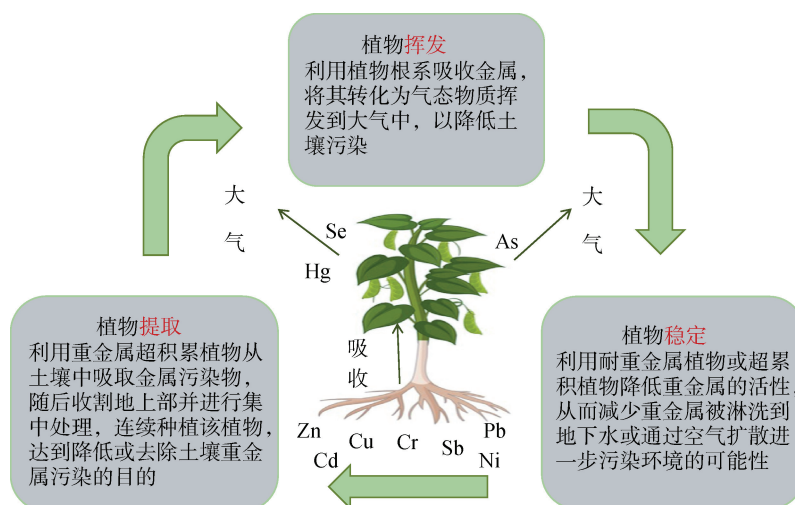 植物挥发
利用植物根系吸收金属，
将其转化为气态物质挥
发到大气中，以降低土
壤污染
大
气
Se
Hg
As
大
气
植物提取
利用重金属超积累植物从
土壤中吸取金属污染物，
随后收割地上部并进行集
中处理，连续种植该植物，
达到降低或去除土壤重金
属污染的目的
吸
收
Zn
Cd
Cu
Cr
Sb
Pb
Ni
植物稳定
利用耐重金属植物或超累
积植物降低重金属的活性，
从而减少重金属被淋洗到
地下水或通过空气扩散进
一步污染环境的可能性